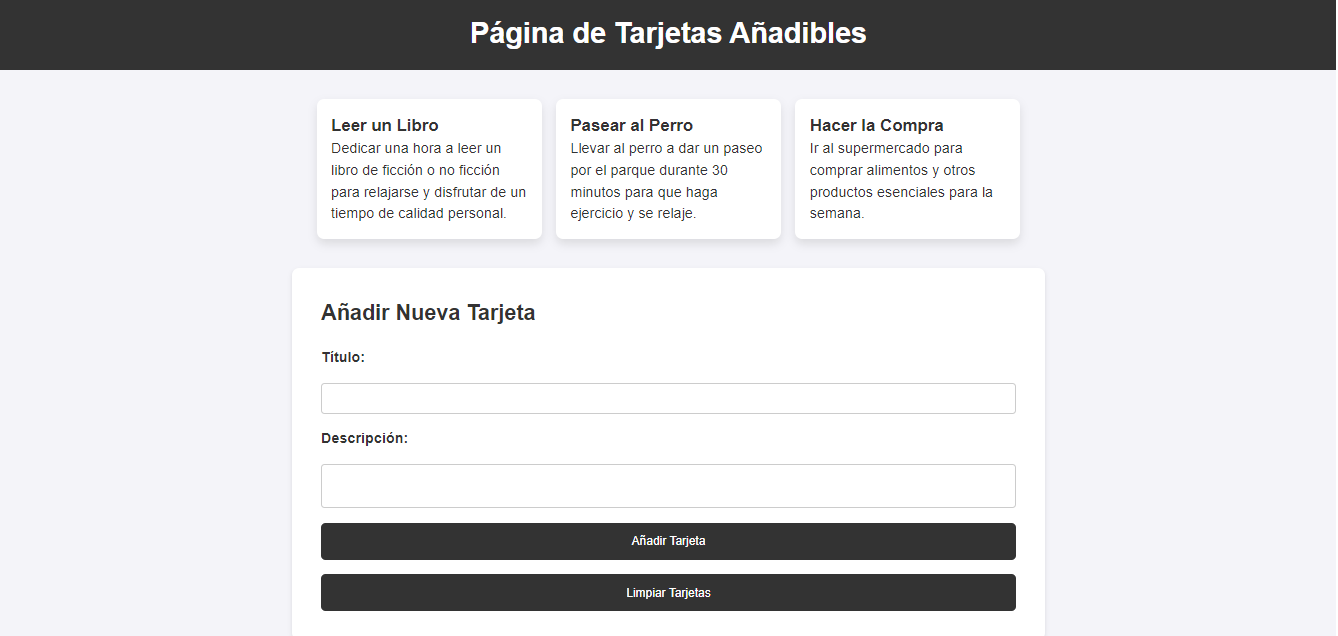 Página de Tarjetas Añadibles
Leer un Libro
Dedicar una hora a leer un
libro de ficción o no ficción
para relajarse y disfrutar de un
tiempo de calidad personal.
Pasear al Perro
Llevar al perro a dar un paseo
por el parque durante 30
minutos para que haga
ejercicio y se relaje.
Hacer la Compra
Ir al supermercado para
comprar alimentos y otros
productos esenciales para la
semana.
Añadir Nueva Tarjeta
Título:
Descripción:
Añadir Tarjeta
Limpiar Tarjetas